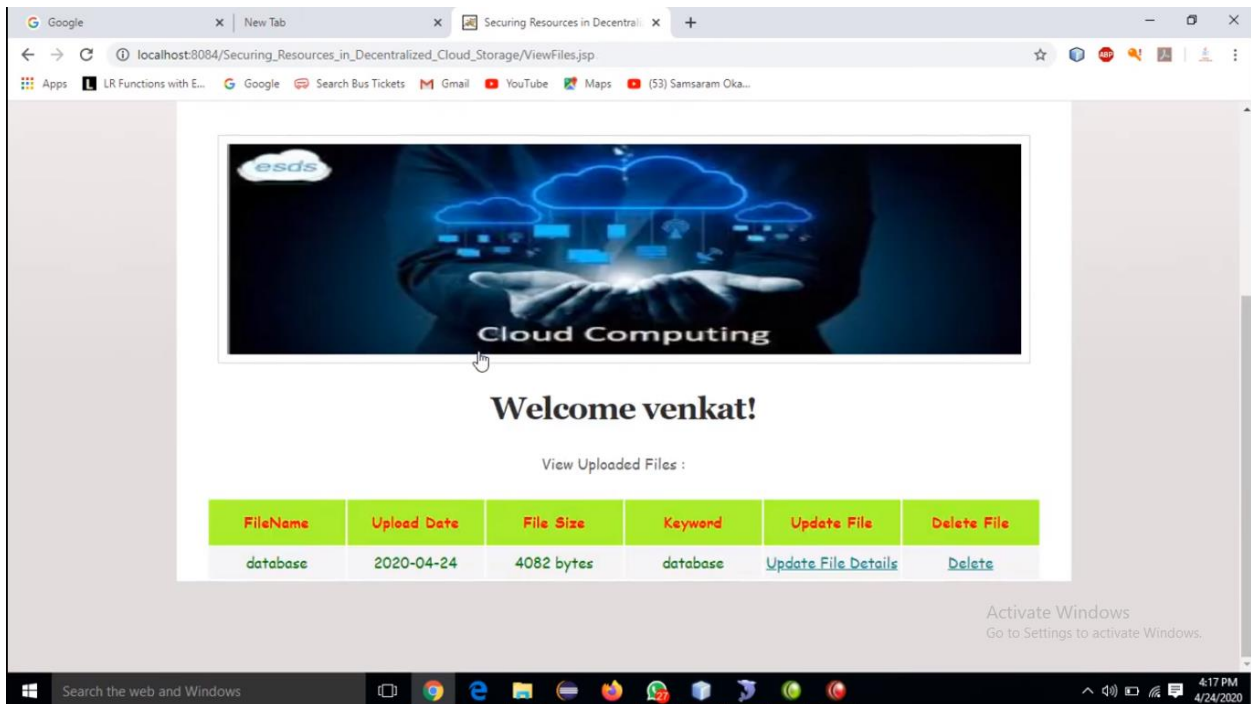 Google
New Tab
Securing Resources in Decentrali
localhost:8084/Securing_Resources_in_Decentralized_Cloud_Storage/ViewFiles.jsp
ABP
Apps LR Functions with E... Google Search Bus Tickets Gmail YouTube Maps (53) Samsaram Oka...
esds
Cloud Computing
Welcome venkat!
View Uploaded Files :
FileName Upload Date File Size Keyword Update File Delete File
database 2020-04-24 4082 bytes database Update File Details Delete
Activate Windows
Go to Settings to activate Windows.
Search the web and Windows
27
4:17 PM
4/24/2020